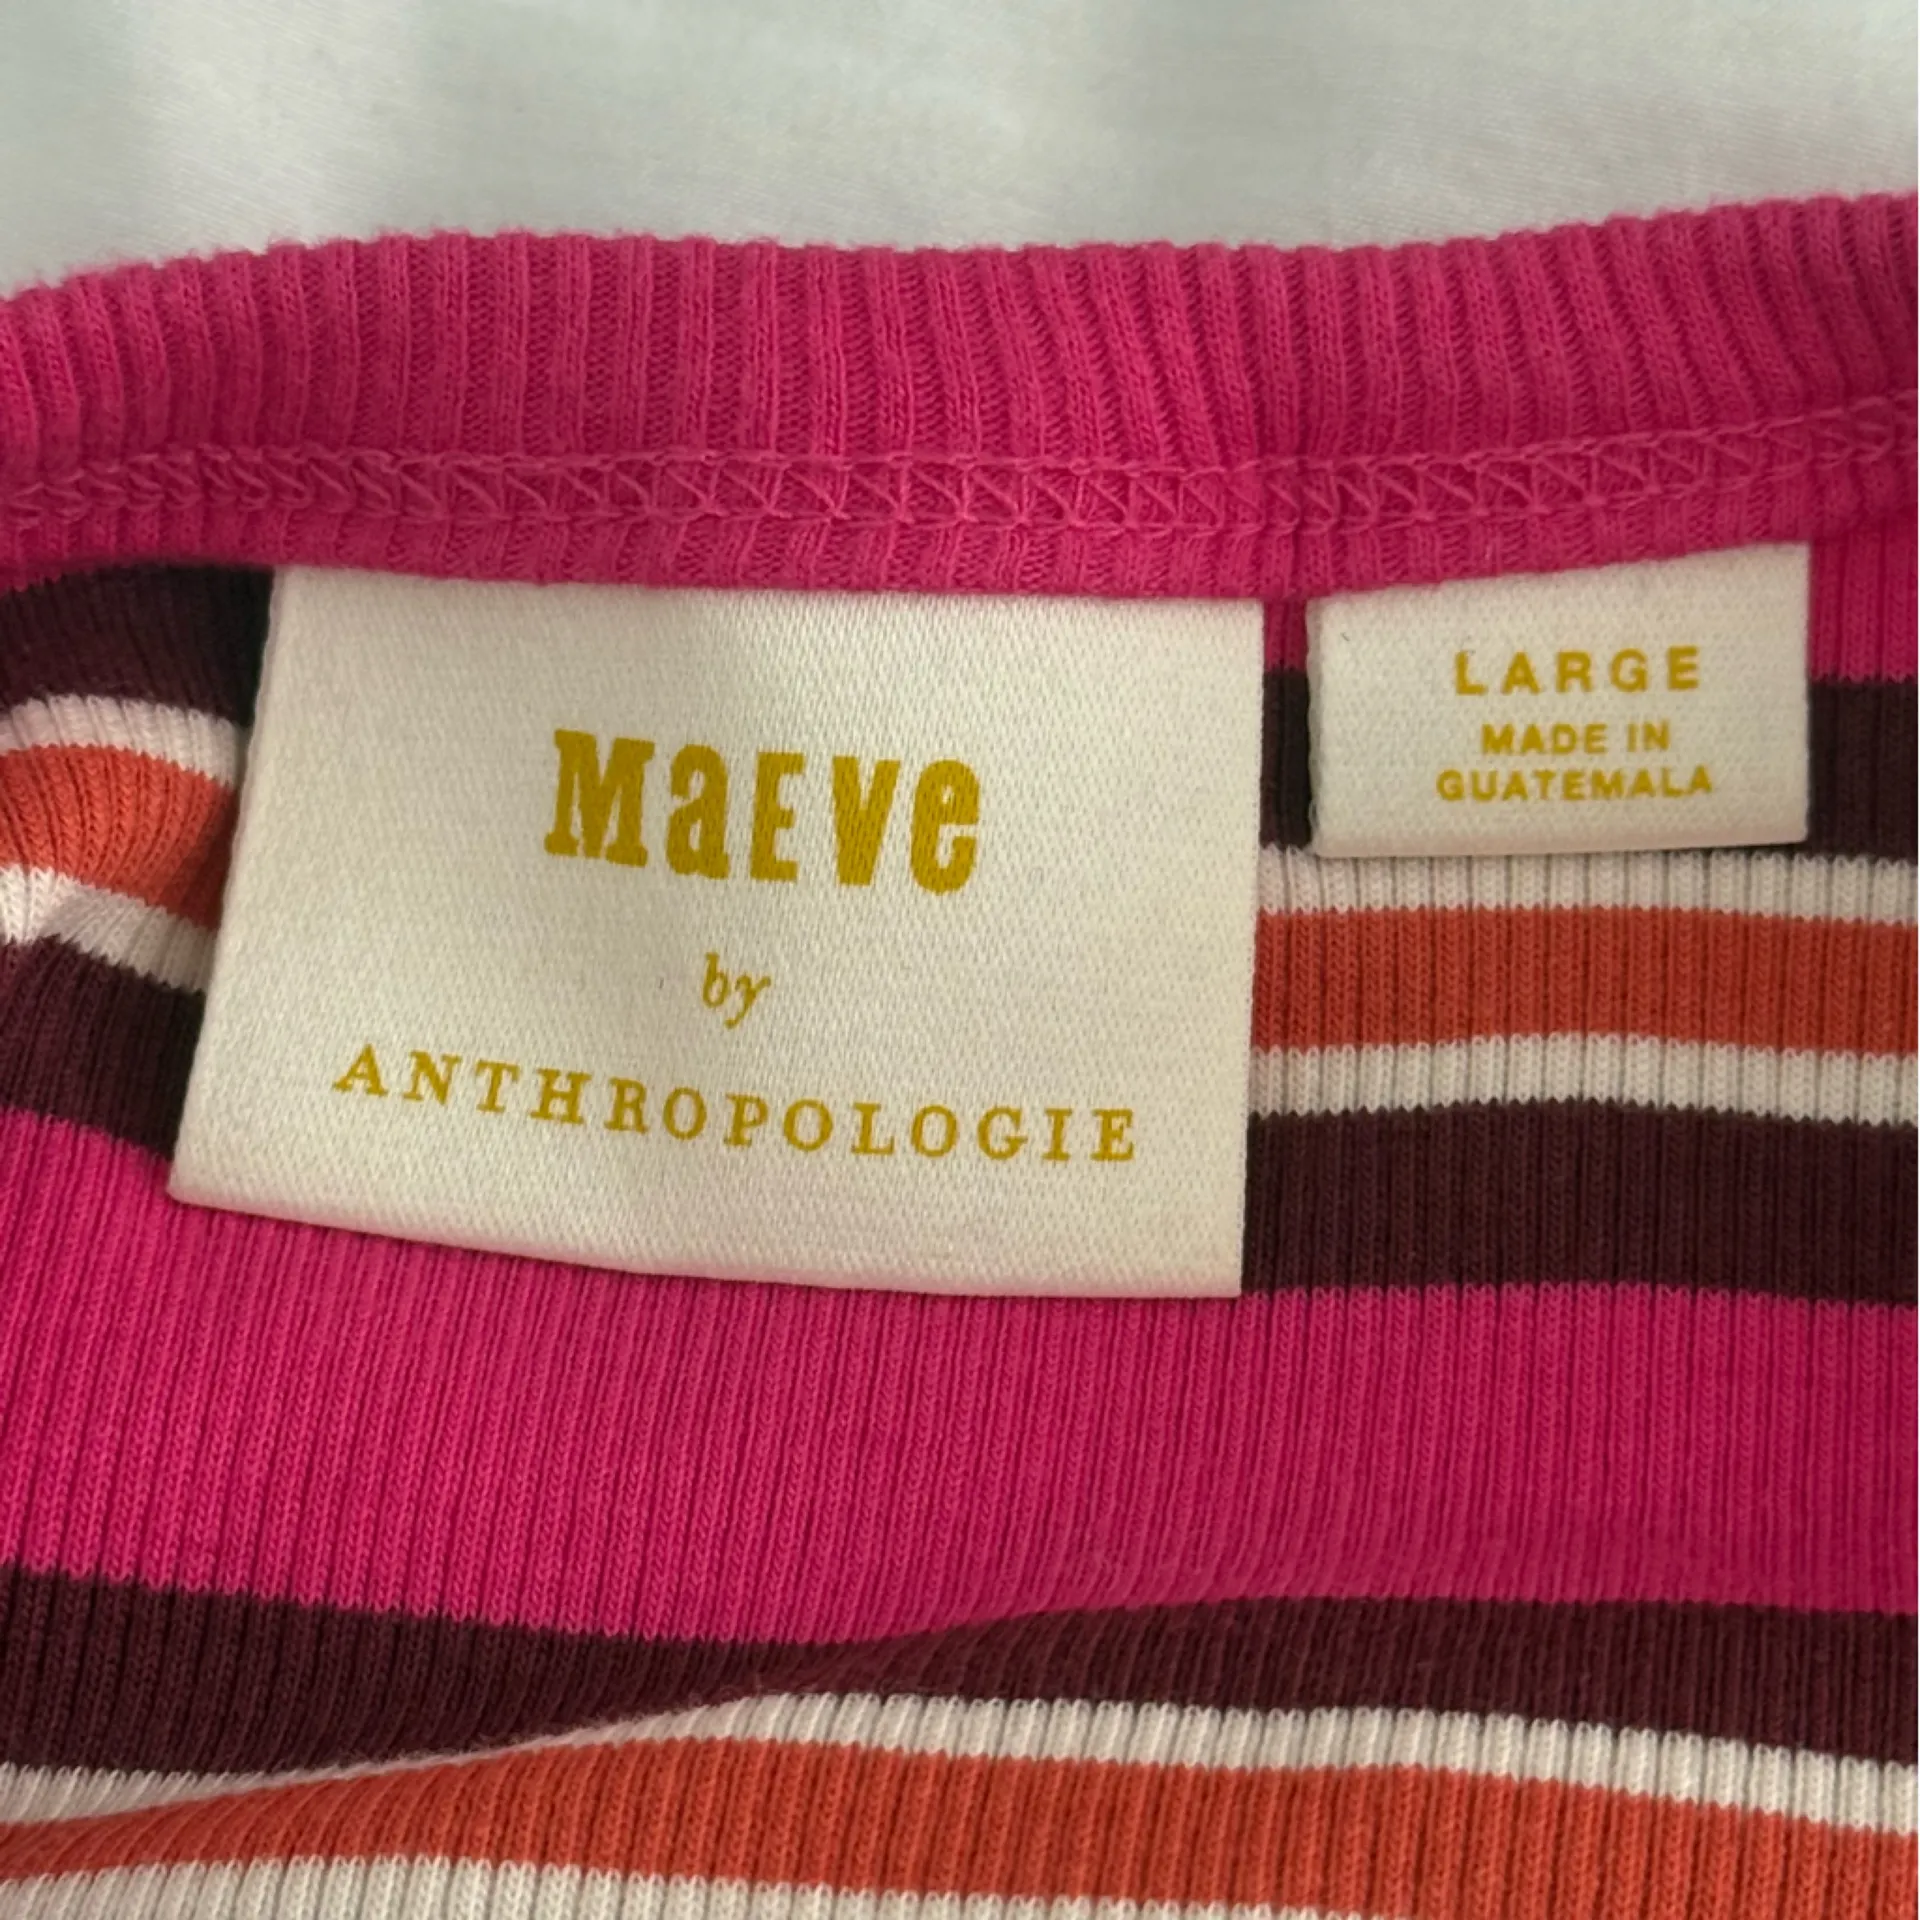 MaEVe
by
ANTHROPOLOGIE
LARGE
MADE IN
GUATEMALA